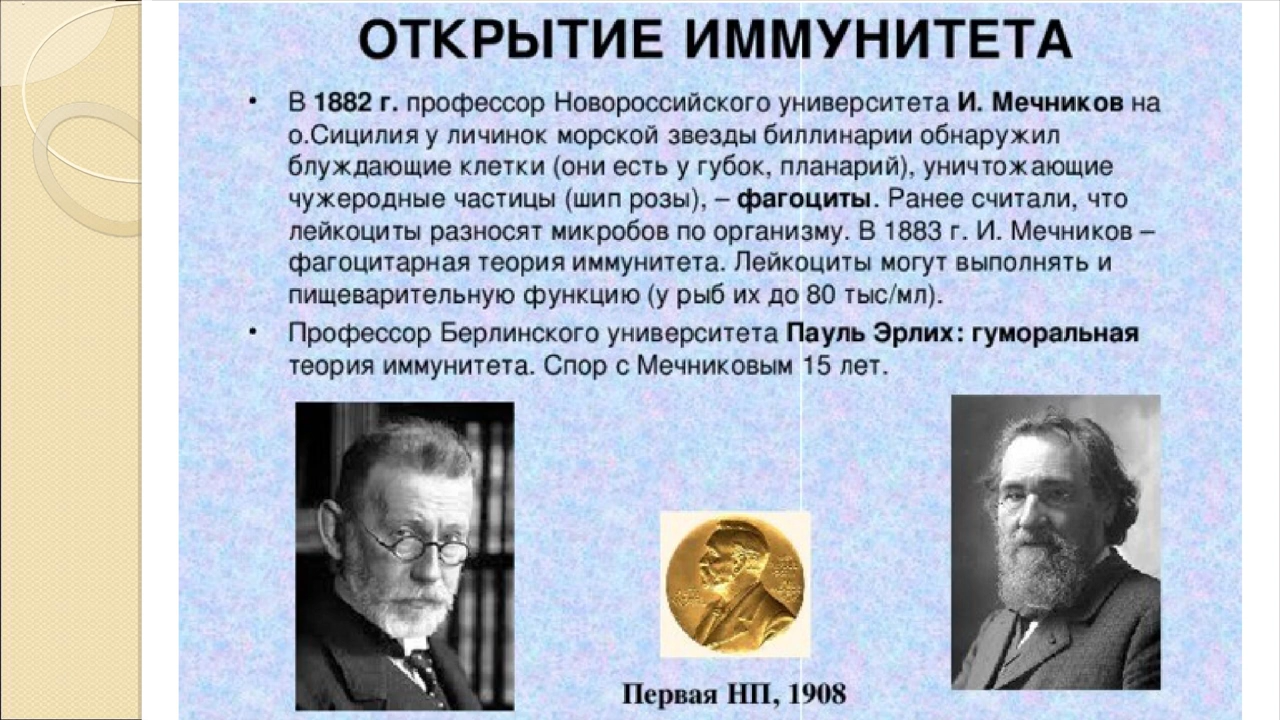 ОТКРЫТИЕ ИММУНИТЕТА
• В 1882 г. профессор Новороссийского университета И. Мечников на
о.Сицилия у личинок морской звезды биллинарии обнаружил
блуждающие клетки (они есть у губок, планарий), уничтожающие
чужеродные частицы (шип розы), – фагоциты. Ранее считали, что
лейкоциты разносят микробов по организму. В 1883 г. И. Мечников –
фагоцитарная теория иммунитета. Лейкоциты могут выполнять и
пищеварительную функцию (у рыб их до 80 тыс/мл).
• Профессор Берлинского университета Пауль Эрлих: гуморальная
теория иммунитета. Спор с Мечниковым 15 лет.
Первая НП, 1908